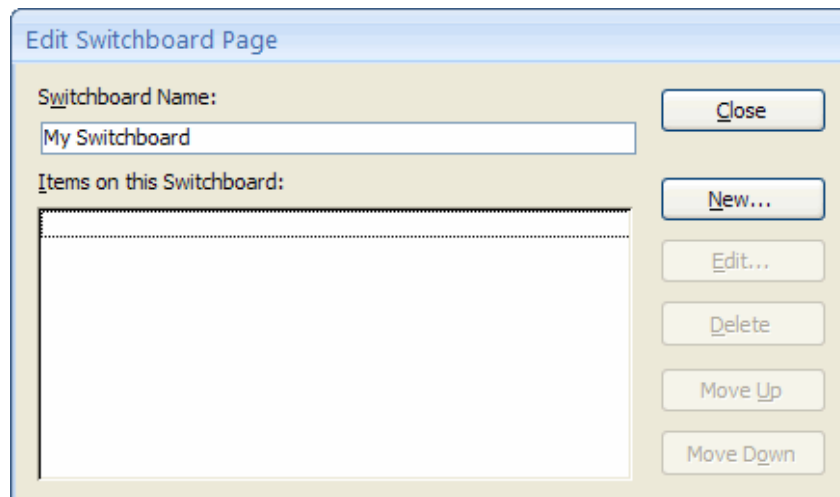 Edit Switchboard Page
Switchboard Name:
Close
My Switchboard
Items on this Switchboard:
New...
Edit...
Delete
Move Up
Move Down